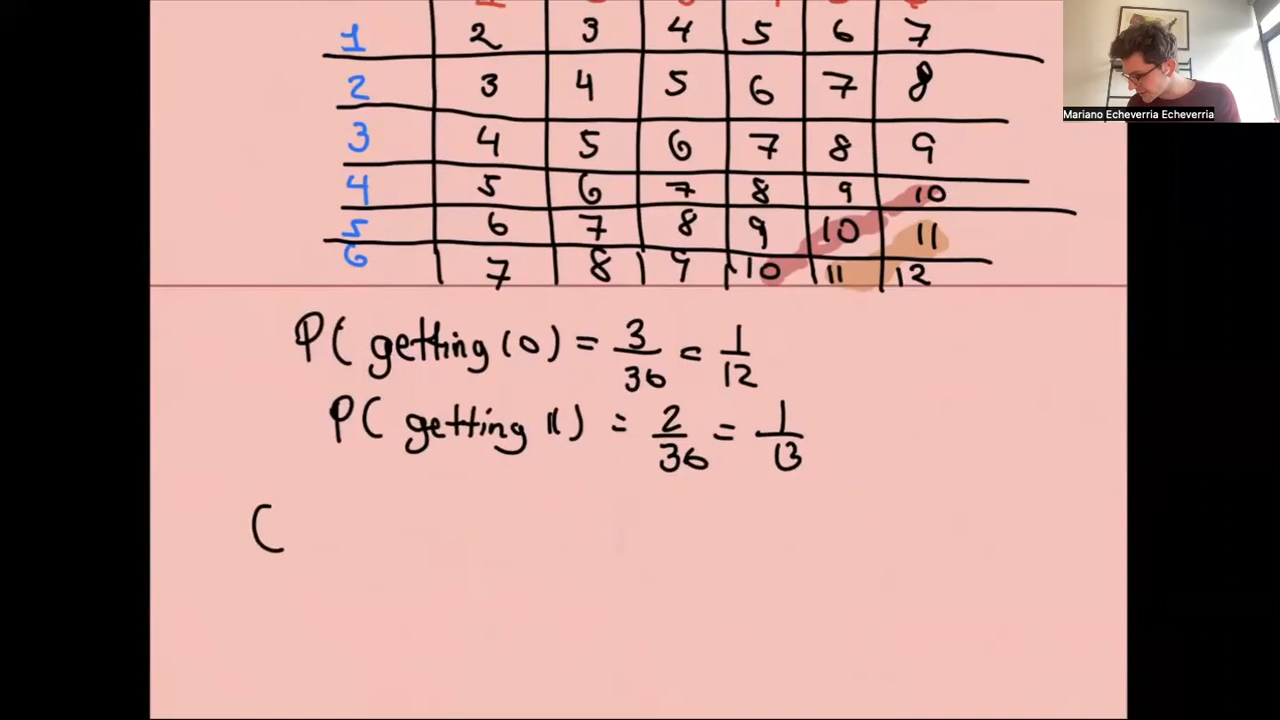 1 2 3 4 5 6 7
2 3 4 5 6 7 8
3 4 5 6 7 8 9
4 5 6 7 8 9 10
5 6 7 8 9 10 11
6 7 8 9 10 11 12
P( getting 10) = 3/36 = 1/12
P( getting 11) = 2/36 = 1/13
(
Mariano Echeverria Echeverria